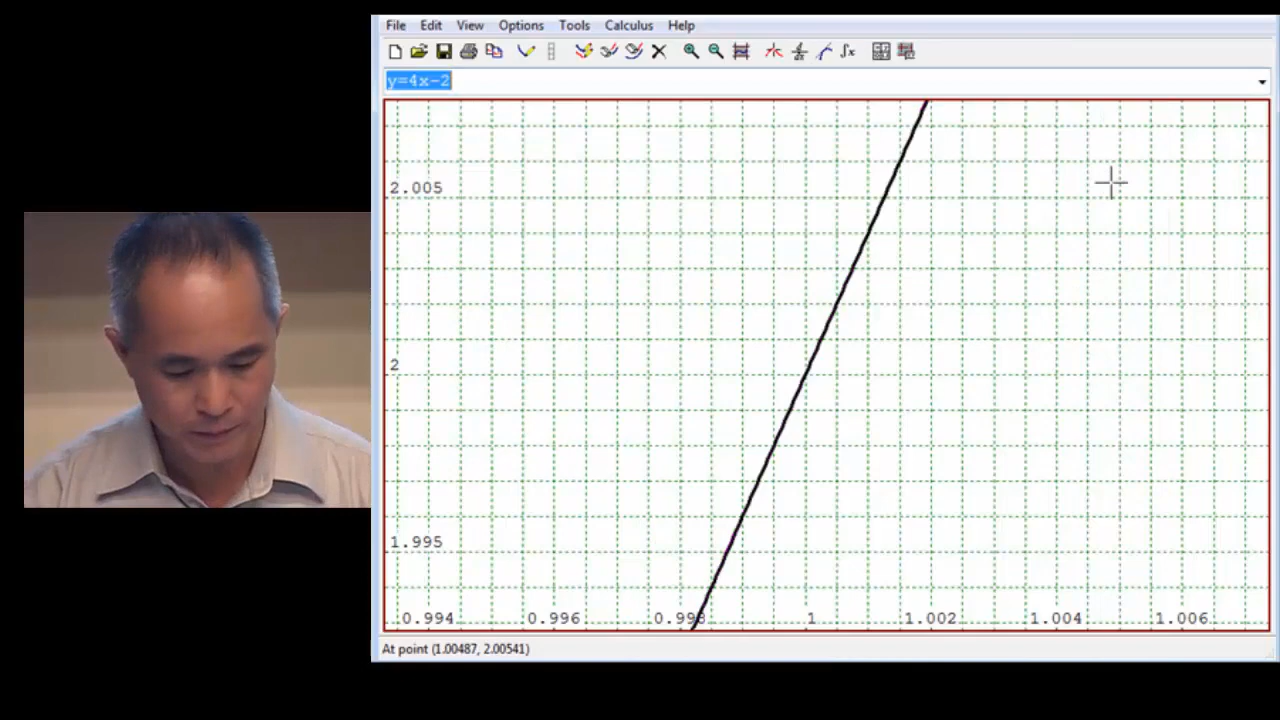 File Edit View Options Tools Calculus Help
y=4x-2
2.005
2
1.995
0.994 0.996 0.998 1 1.002 1.004 1.006
At point (1.00487, 2.00541)